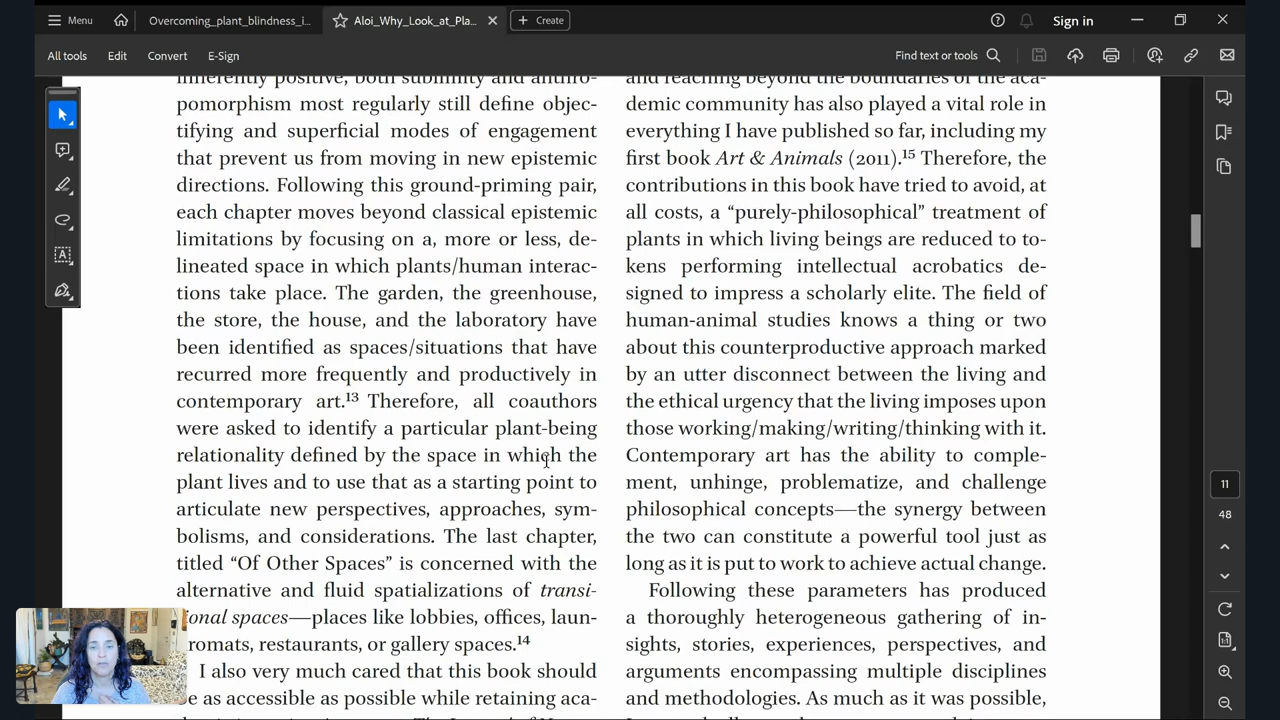 Menu
Overcoming_plant_blindness_i...
Aloi_Why_Look_at_Pla...
Create
Sign in
All tools
Edit
Convert
E-Sign
Find text or tools
inherently positive, both sublimity and anthro-
pomorphism most regularly still define objec-
tifying and superficial modes of engagement
that prevent us from moving in new epistemic
directions. Following this ground-priming pair,
each chapter moves beyond classical epistemic
limitations by focusing on a, more or less, de-
lineated space in which plants/human interac-
tions take place. The garden, the greenhouse,
the store, the house, and the laboratory have
been identified as spaces/situations that have
recurred more frequently and productively in
contemporary art.¹³ Therefore, all coauthors
were asked to identify a particular plant-being
relationality defined by the space in which the
plant lives and to use that as a starting point to
articulate new perspectives, approaches, sym-
bolisms, and considerations. The last chapter,
titled “Of Other Spaces” is concerned with the
alternative and fluid spatializations of transi-
ional spaces—places like lobbies, offices, laun-
romats, restaurants, or gallery spaces.¹⁴
I also very much cared that this book should
e as accessible as possible while retaining aca-
and reaching beyond the boundaries of the aca-
demic community has also played a vital role in
everything I have published so far, including my
first book Art & Animals (2011).¹⁵ Therefore, the
contributions in this book have tried to avoid, at
all costs, a “purely-philosophical” treatment of
plants in which living beings are reduced to to-
kens performing intellectual acrobatics de-
signed to impress a scholarly elite. The field of
human-animal studies knows a thing or two
about this counterproductive approach marked
by an utter disconnect between the living and
the ethical urgency that the living imposes upon
those working/making/writing/thinking with it.
Contemporary art has the ability to comple-
ment, unhinge, problematize, and challenge
philosophical concepts—the synergy between
the two can constitute a powerful tool just as
long as it is put to work to achieve actual change.
Following these parameters has produced
a thoroughly heterogeneous gathering of in-
sights, stories, experiences, perspectives, and
arguments encompassing multiple disciplines
and methodologies. As much as it was possible,
11
48